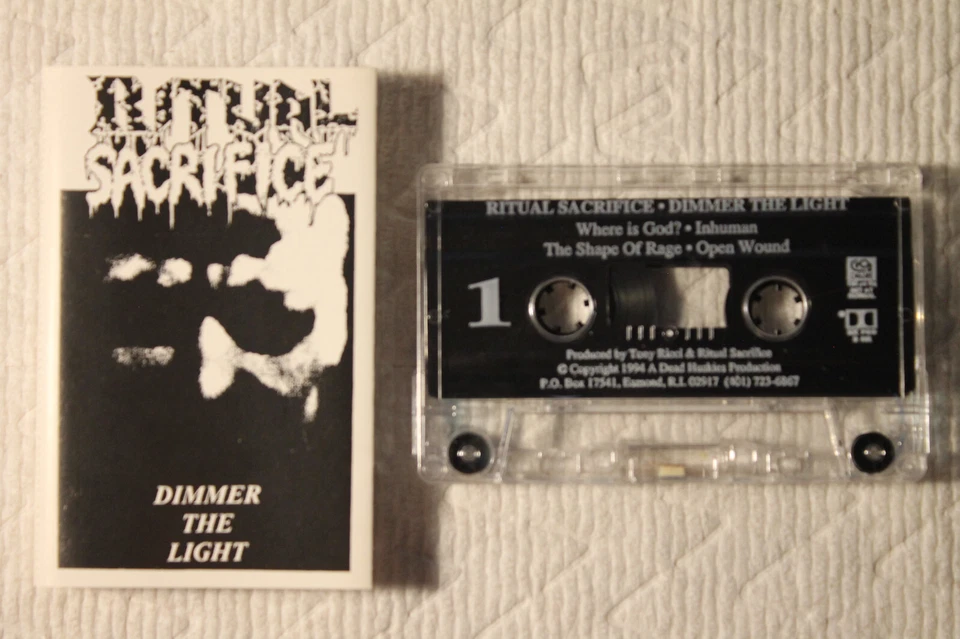 RITUAL
SACRIFICE
DIMMER
THE
LIGHT
RITUAL SACRIFICE • DIMMER THE LIGHT
Where is God? • Inhuman
The Shape Of Rage • Open Wound
1
Produced by Tony Ricci & Ritual Sacrifice
© Copyright 1994 A Dead Huskies Production
P.O. Box 17541, Esmond, R.I. 02917 (401) 723-6867